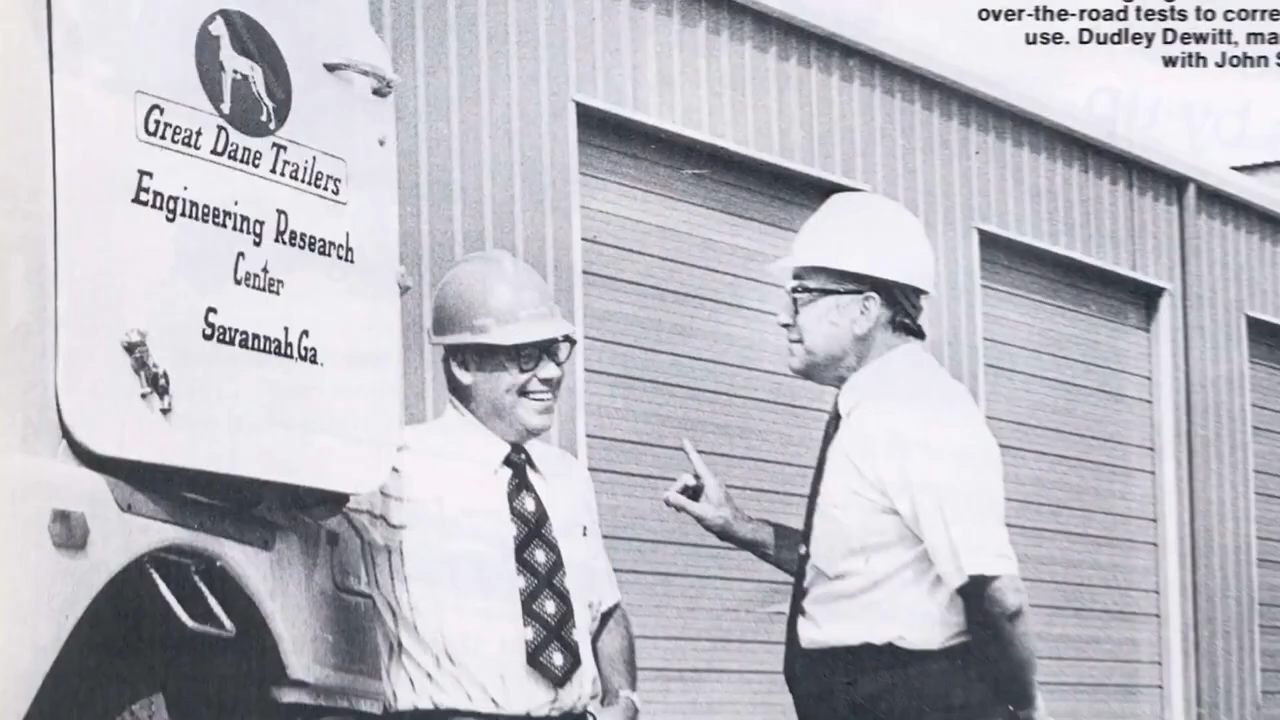 over-the-road tests to corre
use. Dudley Dewitt, ma
with John S
Great Dane Trailers
Engineering Research
Center
Savannah, Ga.